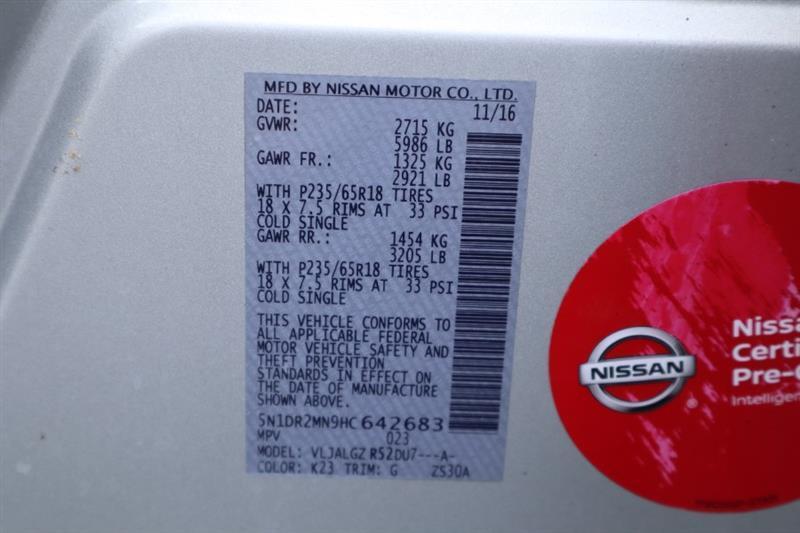 MFD BY NISSAN MOTOR CO., LTD.
DATE: 11/16
GVWR: 2715 KG
5986 LB
GAWR FR.: 1325 KG
2921 LB
WITH P235/65R18 TIRES
18 X 7.5 RIMS AT 33 PSI
COLD SINGLE
GAWR RR.: 1454 KG
3205 LB
WITH P235/65R18 TIRES
18 X 7.5 RIMS AT 33 PSI
COLD SINGLE
THIS VEHICLE CONFORMS TO
ALL APPLICABLE FEDERAL
MOTOR VEHICLE SAFETY AND
THEFT PREVENTION
STANDARDS IN EFFECT ON
THE DATE OF MANUFACTURE
SHOWN ABOVE.
5N1DR2MN9HC642683
MPV 023
MODEL: VLJALGZ R52DU7---A-
COLOR: K23 TRIM: G ZS30A
NISSAN
Nissa
Certi
Pre-
Intelligen